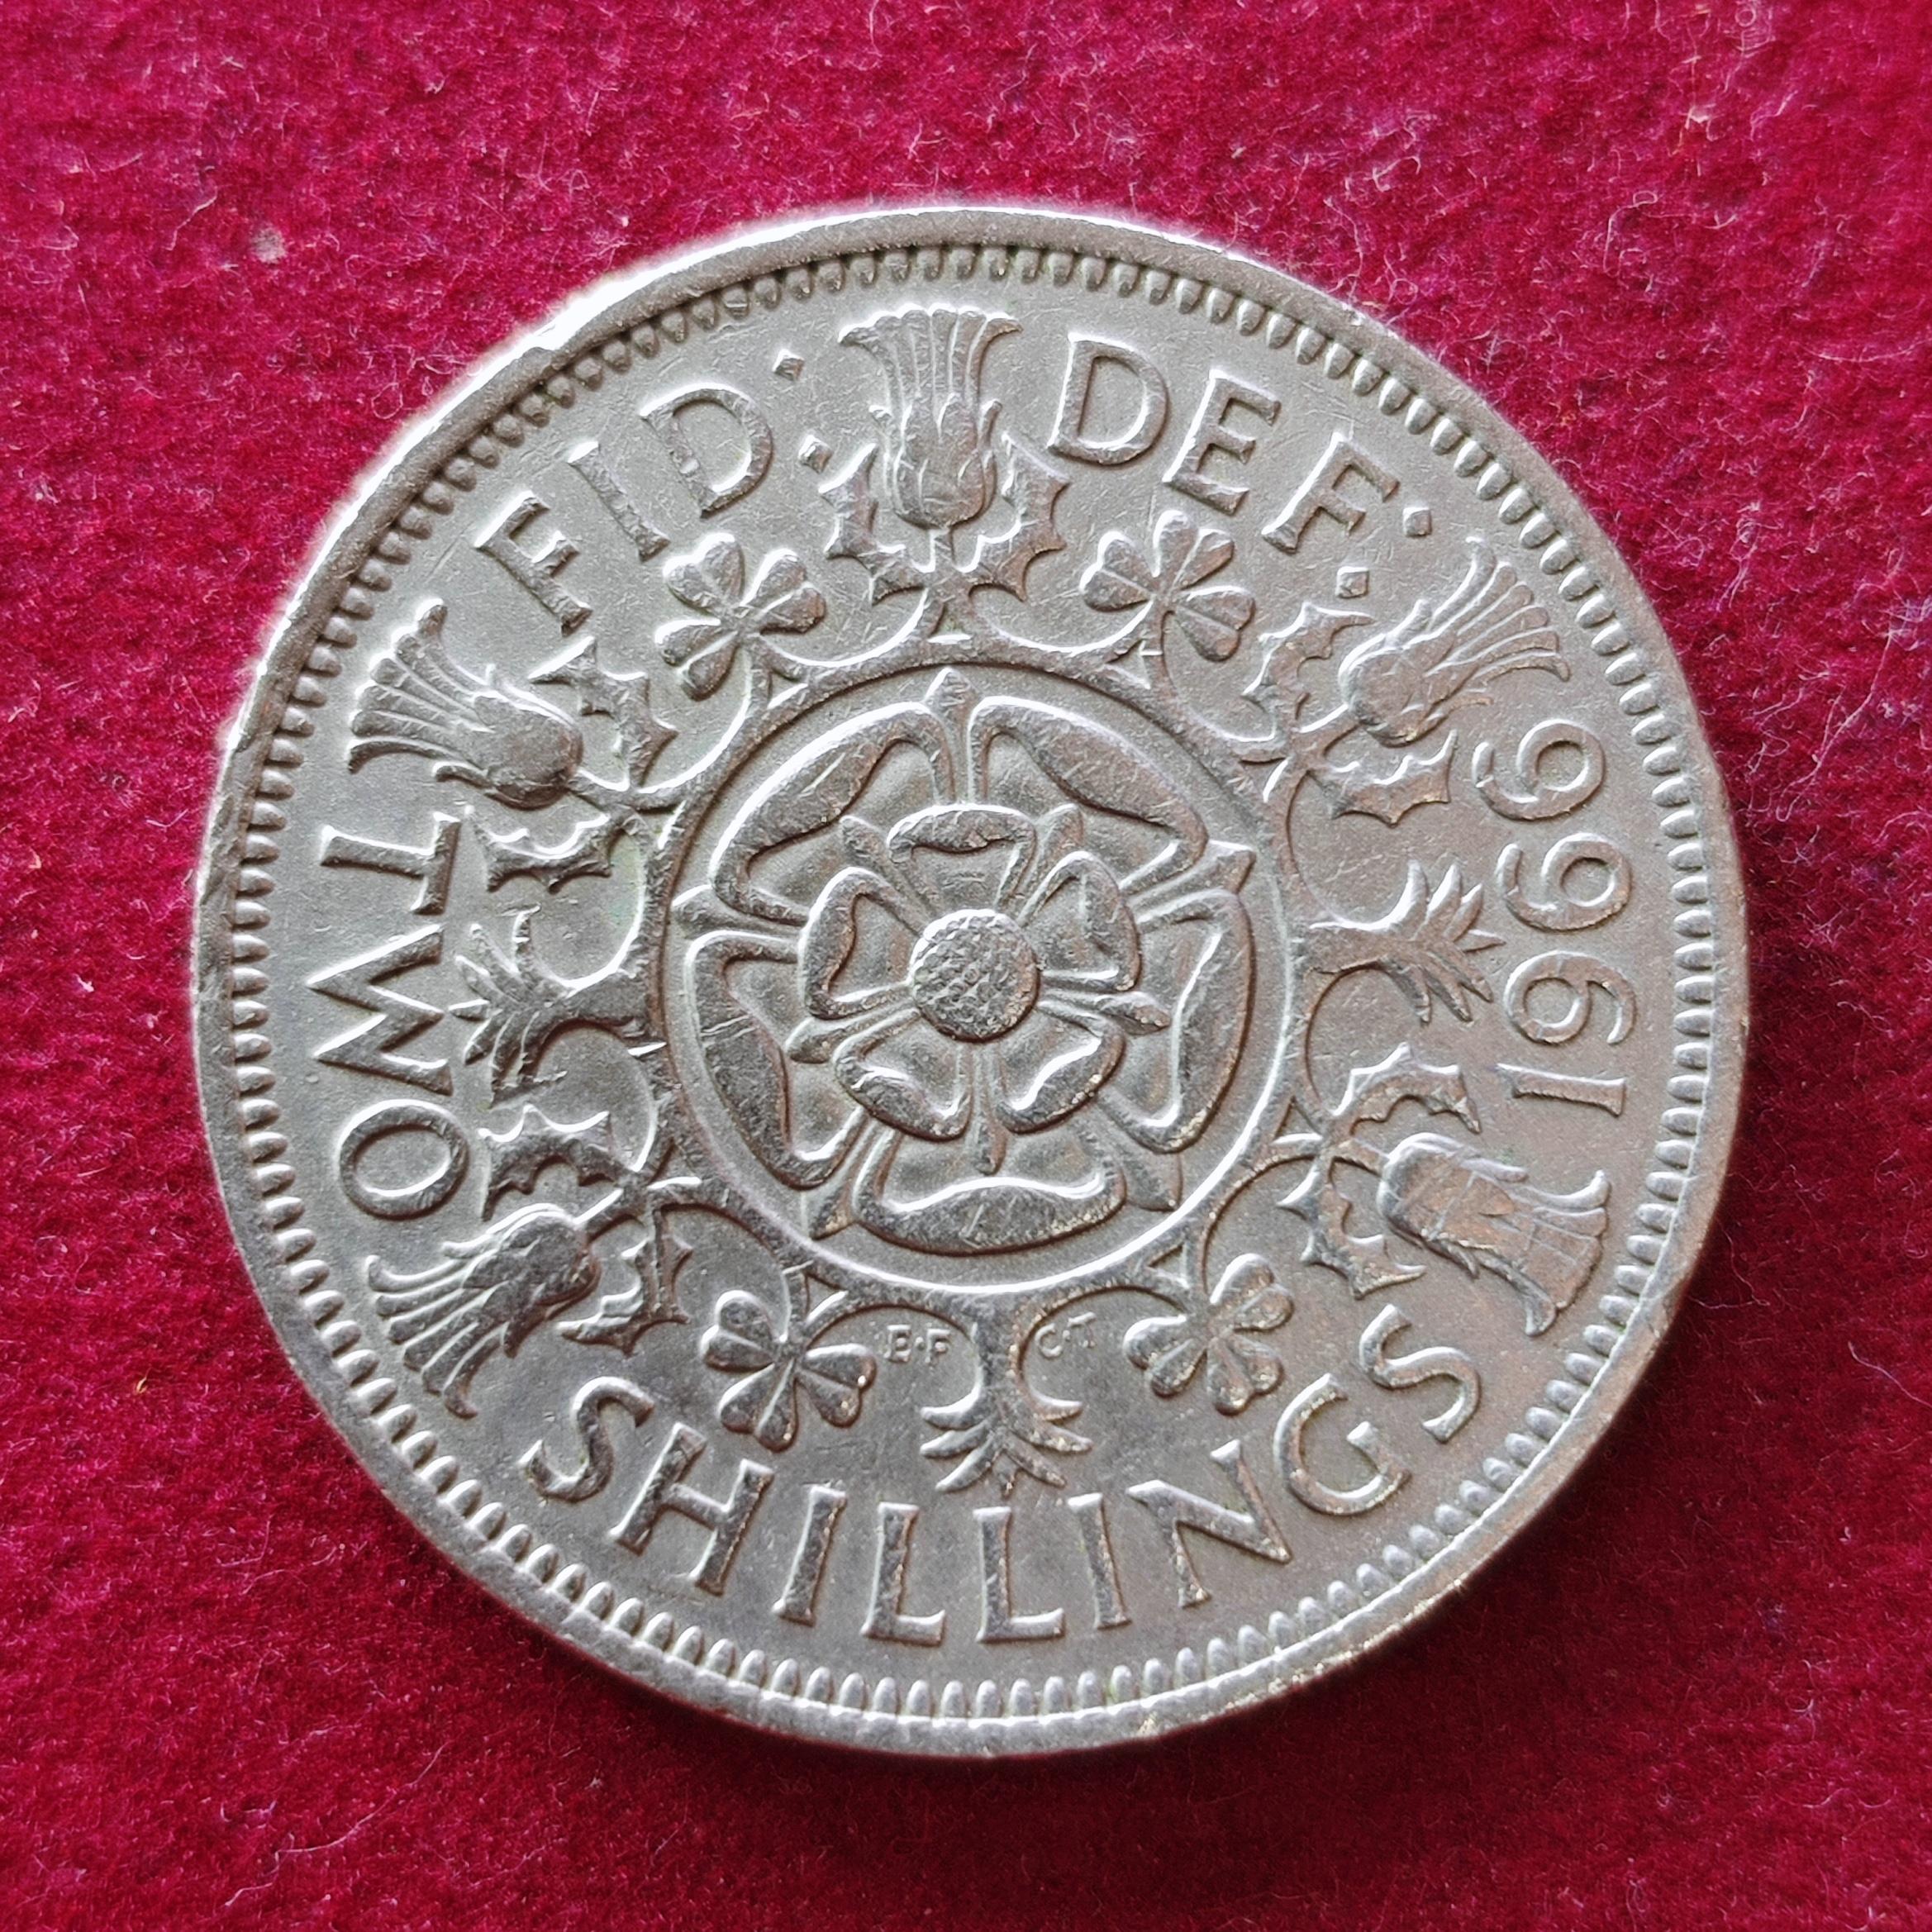 FID: DEF: 1966
TWO SHILLINGS
E·F C·T